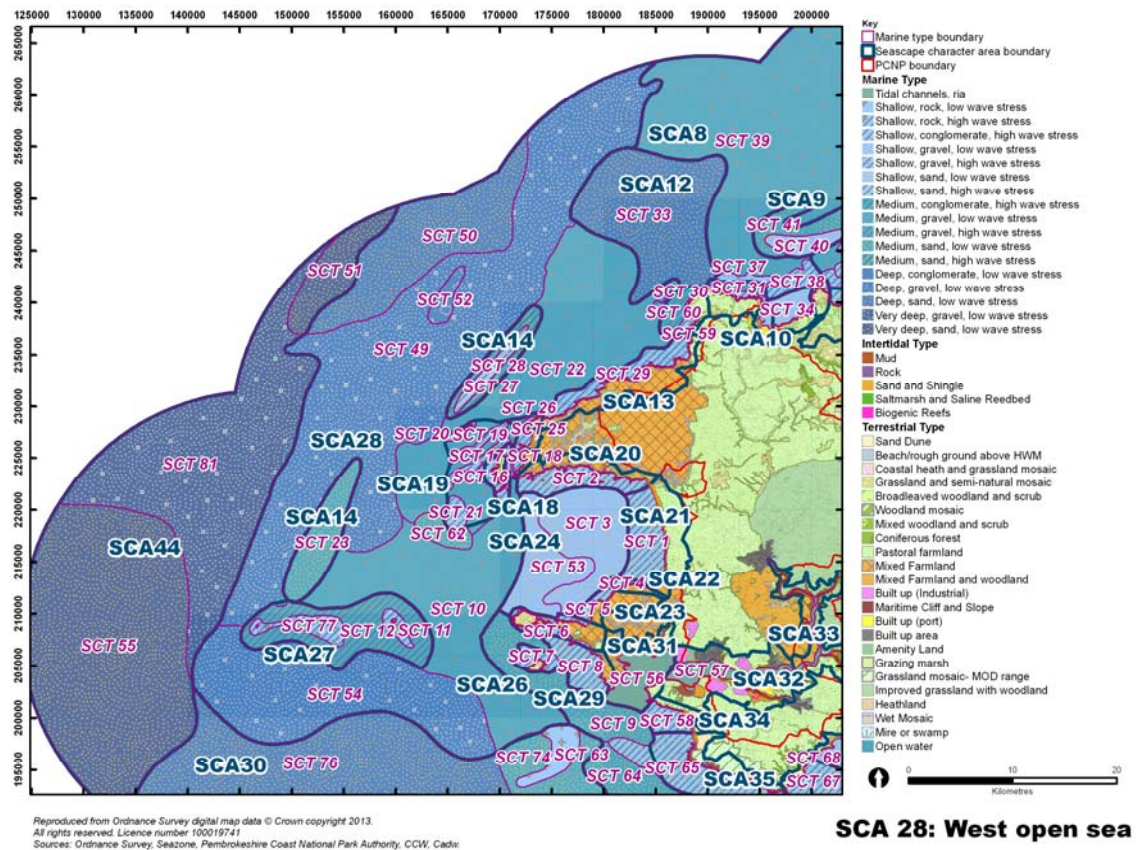 125000 130000 135000 140000 145000 150000 155000 160000 165000 170000 175000 180000 185000 190000 195000 200000
265000
260000
255000
250000
245000
240000
235000
230000
225000
220000
215000
210000
205000
200000
195000
SCA8
SCT 39
SCA12
SCT 33
SCA9
SCT 41
SCT 40
SCT 50
SCT 51
SCT 37
SCT 38
SCT 52
SCT 30
SCT 31
SCT 60
SCT 34
SCT 59
SCA10
SCA14
SCT 49
SCT 28
SCT 22
SCT 29
SCT 27
SCT 26
SCA13
SCA28
SCT 20
SCT 19
SCT 25
SCT 17
SCT 18
SCA20
SCT 81
SCT 16
SCT 2
SCA19
SCA18
SCA14
SCT 21
SCT 3
SCA21
SCT 62
SCA44
SCT 23
SCA24
SCT 1
SCT 53
SCT 4
SCA22
SCT 10
SCT 5
SCA23
SCT 77
SCT 12
SCT 11
SCT 6
SCA33
SCT 55
SCA27
SCT 7
SCT 8
SCA31
SCT 54
SCA26
SCA29
SCT 56
SCT 57
SCA32
SCT 9
SCT 58
SCA34
SCA30
SCT 76
SCT 74
SCT 63
SCT 64
SCT 65
SCA35
SCT 68
SCT 67
Key
Marine type boundary
Seascape character area boundary
PCNP boundary
Marine Type
Tidal channels, ria
Shallow, rock, low wave stress
Shallow, rock, high wave stress
Shallow, conglomerate, high wave stress
Shallow, gravel, low wave stress
Shallow, gravel, high wave stress
Shallow, sand, low wave stress
Shallow, sand, high wave stress
Medium, conglomerate, high wave stress
Medium, gravel, low wave stress
Medium, gravel, high wave stress
Medium, sand, low wave stress
Medium, sand, high wave stress
Deep, conglomerate, low wave stress
Deep, gravel, low wave stress
Deep, sand, low wave stress
Very deep, gravel, low wave stress
Very deep, sand, low wave stress
Intertidal Type
Mud
Rock
Sand and Shingle
Saltmarsh and Saline Reedbed
Biogenic Reefs
Terrestrial Type
Sand Dune
Beach/rough ground above HWM
Coastal heath and grassland mosaic
Grassland and semi-natural mosaic
Broadleaved woodland and scrub
Woodland mosaic
Mixed woodland and scrub
Coniferous forest
Pastoral farmland
Mixed Farmland
Mixed Farmland and woodland
Built up (Industrial)
Maritime Cliff and Slope
Built up (port)
Built up area
Amenity Land
Grazing marsh
Grassland mosaic- MOD range
Improved grassland with woodland
Heathland
Wet Mosaic
Mire or swamp
Open water
0 10 20
Kilometres
Reproduced from Ordnance Survey digital map data © Crown copyright 2013.
All rights reserved. Licence number 100019741
Sources: Ordnance Survey, Seazone, Pembrokeshire Coast National Park Authority, CCW, Cadw.
SCA 28: West open sea